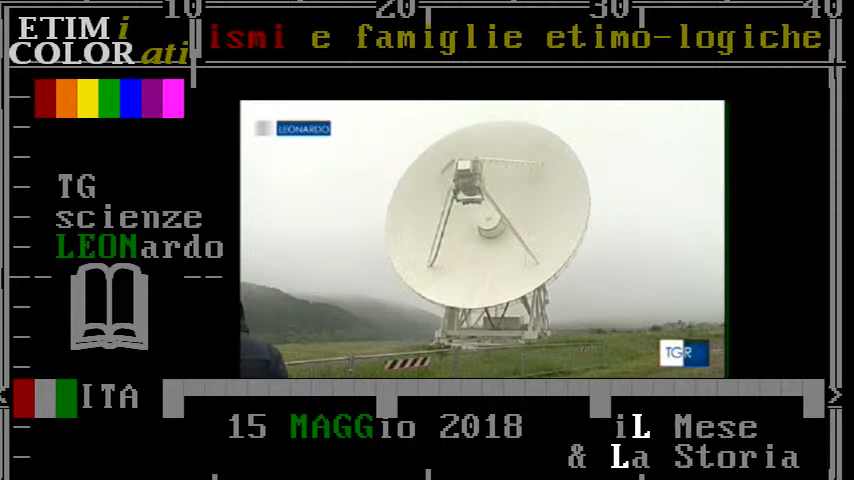 10 20 30 40
ETIMi
COLORati
ismi e famiglie etimo-logiche
LEONARDO
TG
scienze
LEONardo
TGR
ITA
15 MAGGio 2018
iL Mese
& La Storia